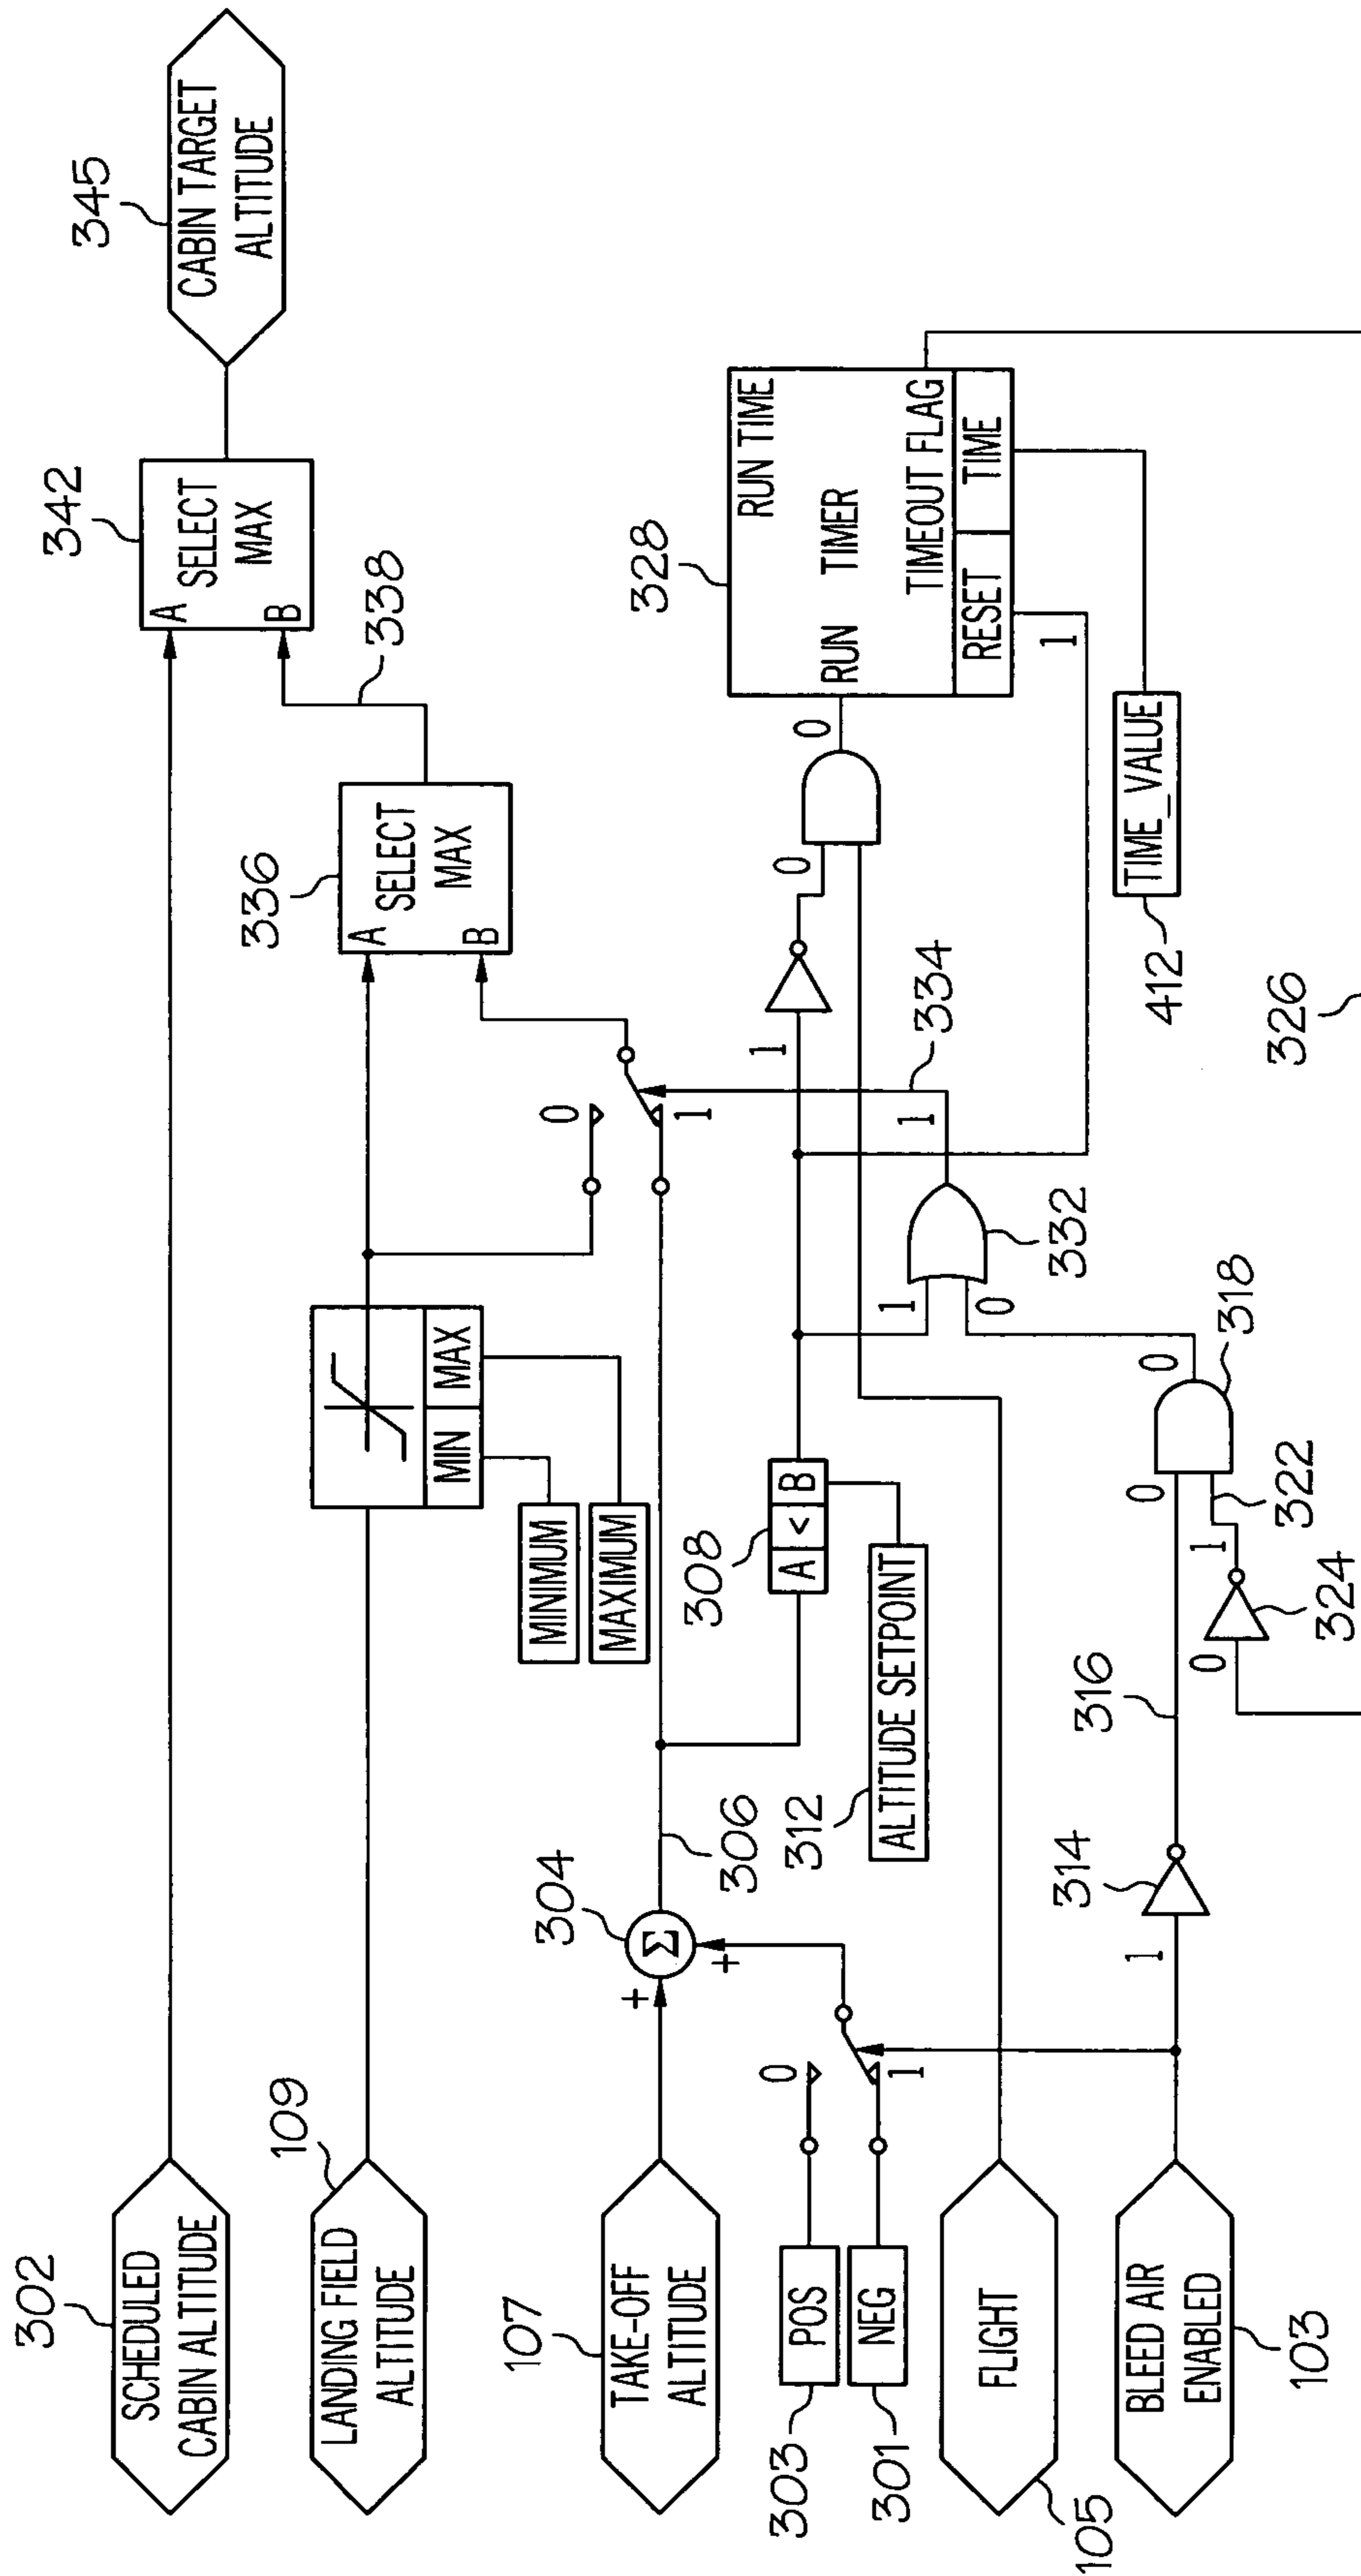 302
SCHEDULED
CABIN ALTITUDE
342
A
SELECT
MAX
B
345
CABIN TARGET
ALTITUDE
338
109
LANDING FIELD
ALTITUDE
MIN
MAX
MINIMUM
MAXIMUM
336
A
SELECT
MAX
B
0
1
107
TAKE-OFF
ALTITUDE
+
304
Σ
+
306
303
POS
0
NEG
1
301
308
A < B
312
ALTITUDE SETPOINT
1
0
0
328
RUN TIME
RUN TIMER
TIMEOUT FLAG
RESET
TIME
1
TIME_VALUE
412
FLIGHT
105
1
0
332
1
334
BLEED AIR
ENABLED
103
1
314
316
0
0
318
0
1
322
324
326